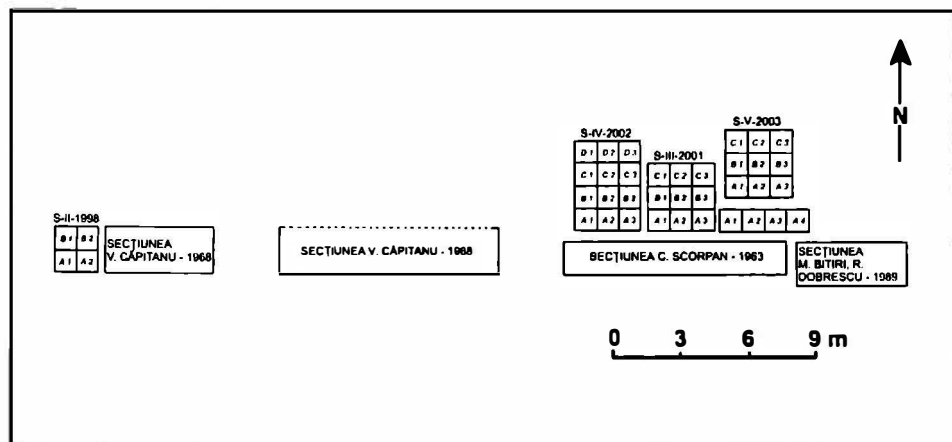 N
S-V-2003
C1 C2 C3
B1 B2 B3
A1 A2 A3
S-IV-2002
D1 D2 D3
C1 C2 C3
B1 B2 B3
A1 A2 A3
S-III-2001
C1 C2 C3
B1 B2 B3
A1 A2 A3
A1 A2 A3 A4
S-II-1998
B1 B2
A1 A2
SECȚIUNEA
V. CĂPITANU - 1968
SECȚIUNEA V. CĂPITANU - 1968
SECȚIUNEA C. SCORPAN - 1963
SECȚIUNEA
M. BITIRI, R.
DOBRESCU - 1989
0 3 6 9 m